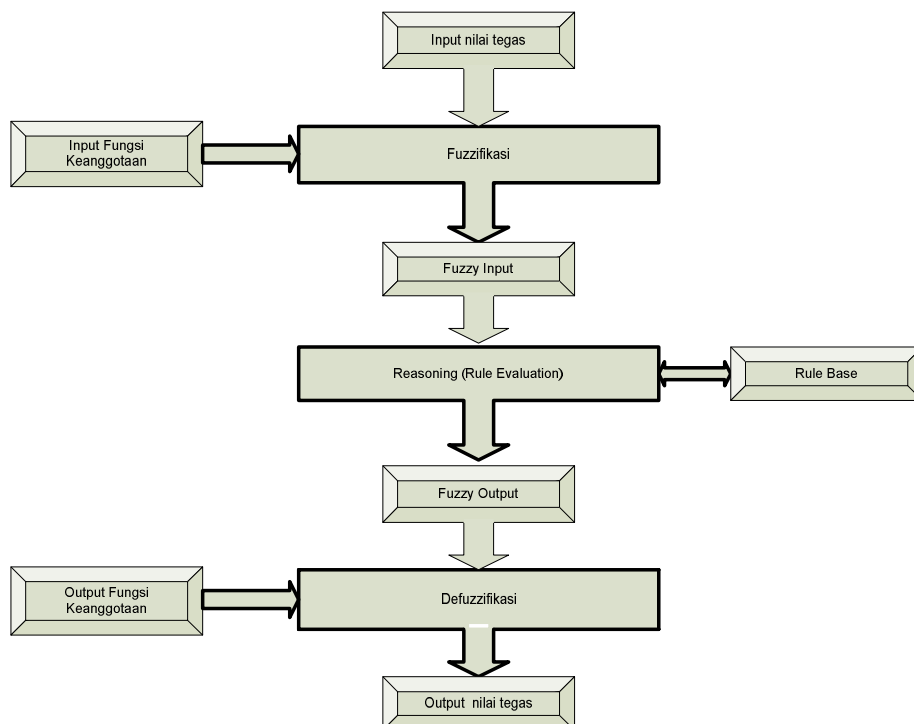 Input nilai tegas
Input Fungsi
Keanggotaan
Fuzzifikasi
Fuzzy Input
Reasoning (Rule Evaluation)
Rule Base
Fuzzy Output
Output Fungsi
Keanggotaan
Defuzzifikasi
Output nilai tegas